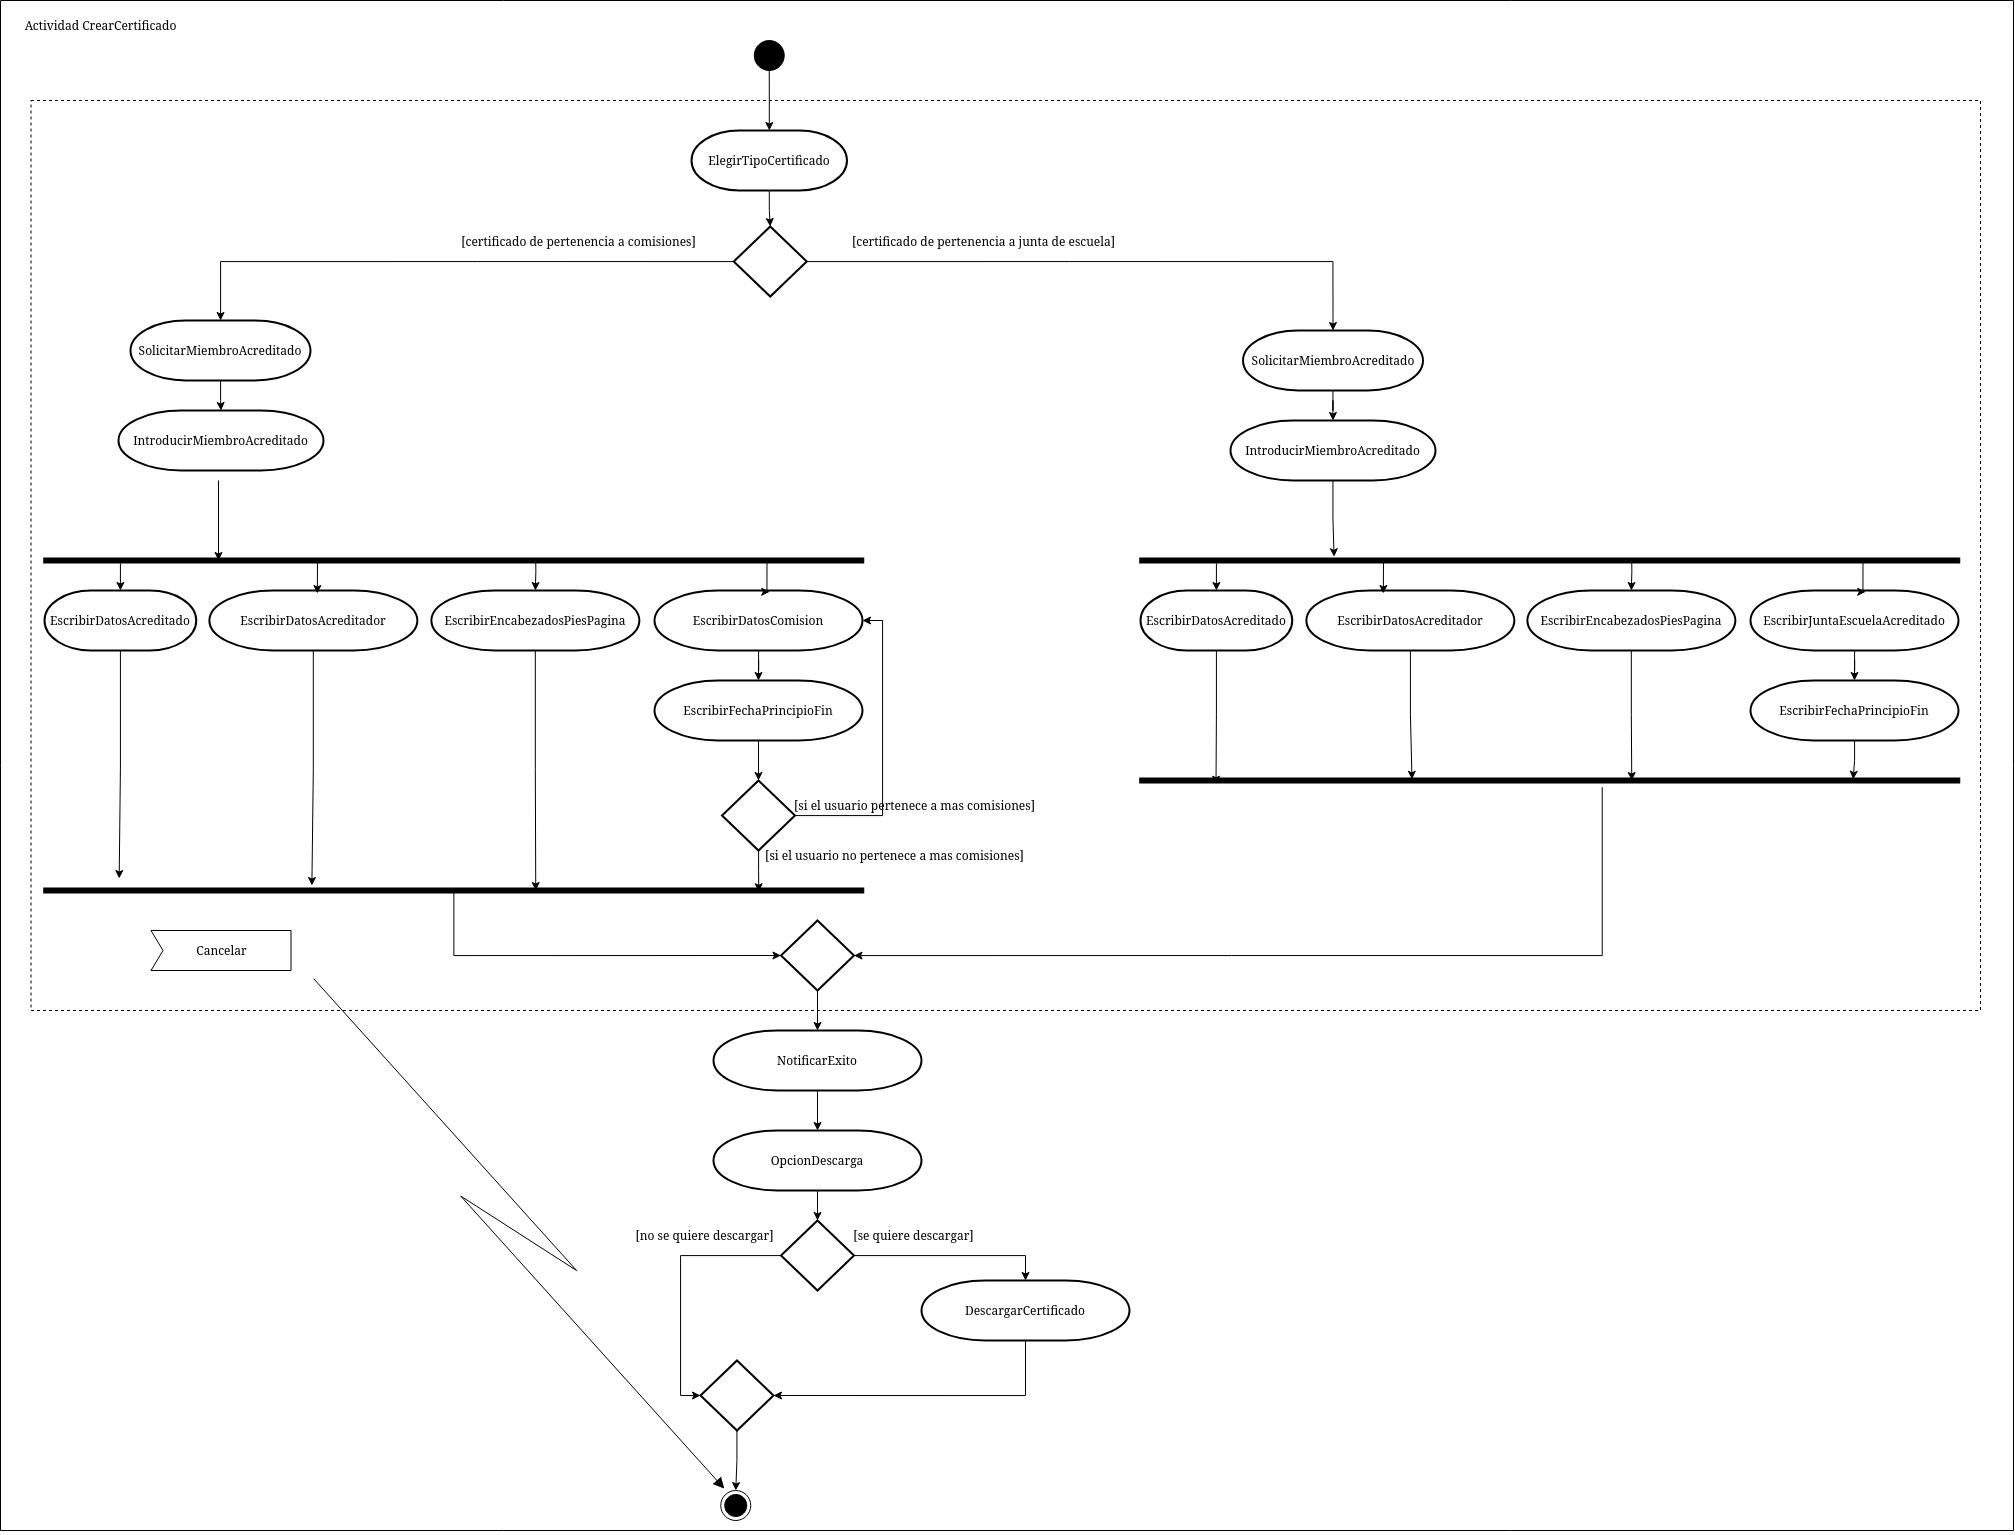 Actividad CrearCertificado
ElegirTipoCertificado
[certificado de pertenencia a comisiones]
[certificado de pertenencia a junta de escuela]
SolicitarMiembroAcreditado
SolicitarMiembroAcreditado
IntroducirMiembroAcreditado
IntroducirMiembroAcreditado
EscribirDatosAcreditado
EscribirDatosAcreditador
EscribirEncabezadosPiesPagina
EscribirDatosComision
EscribirDatosAcreditado
EscribirDatosAcreditador
EscribirEncabezadosPiesPagina
EscribirJuntaEscuelaAcreditado
EscribirFechaPrincipioFin
EscribirFechaPrincipioFin
[si el usuario pertenece a mas comisiones]
[si el usuario no pertenece a mas comisiones]
Cancelar
NotificarExito
OpcionDescarga
[no se quiere descargar]
[se quiere descargar]
DescargarCertificado